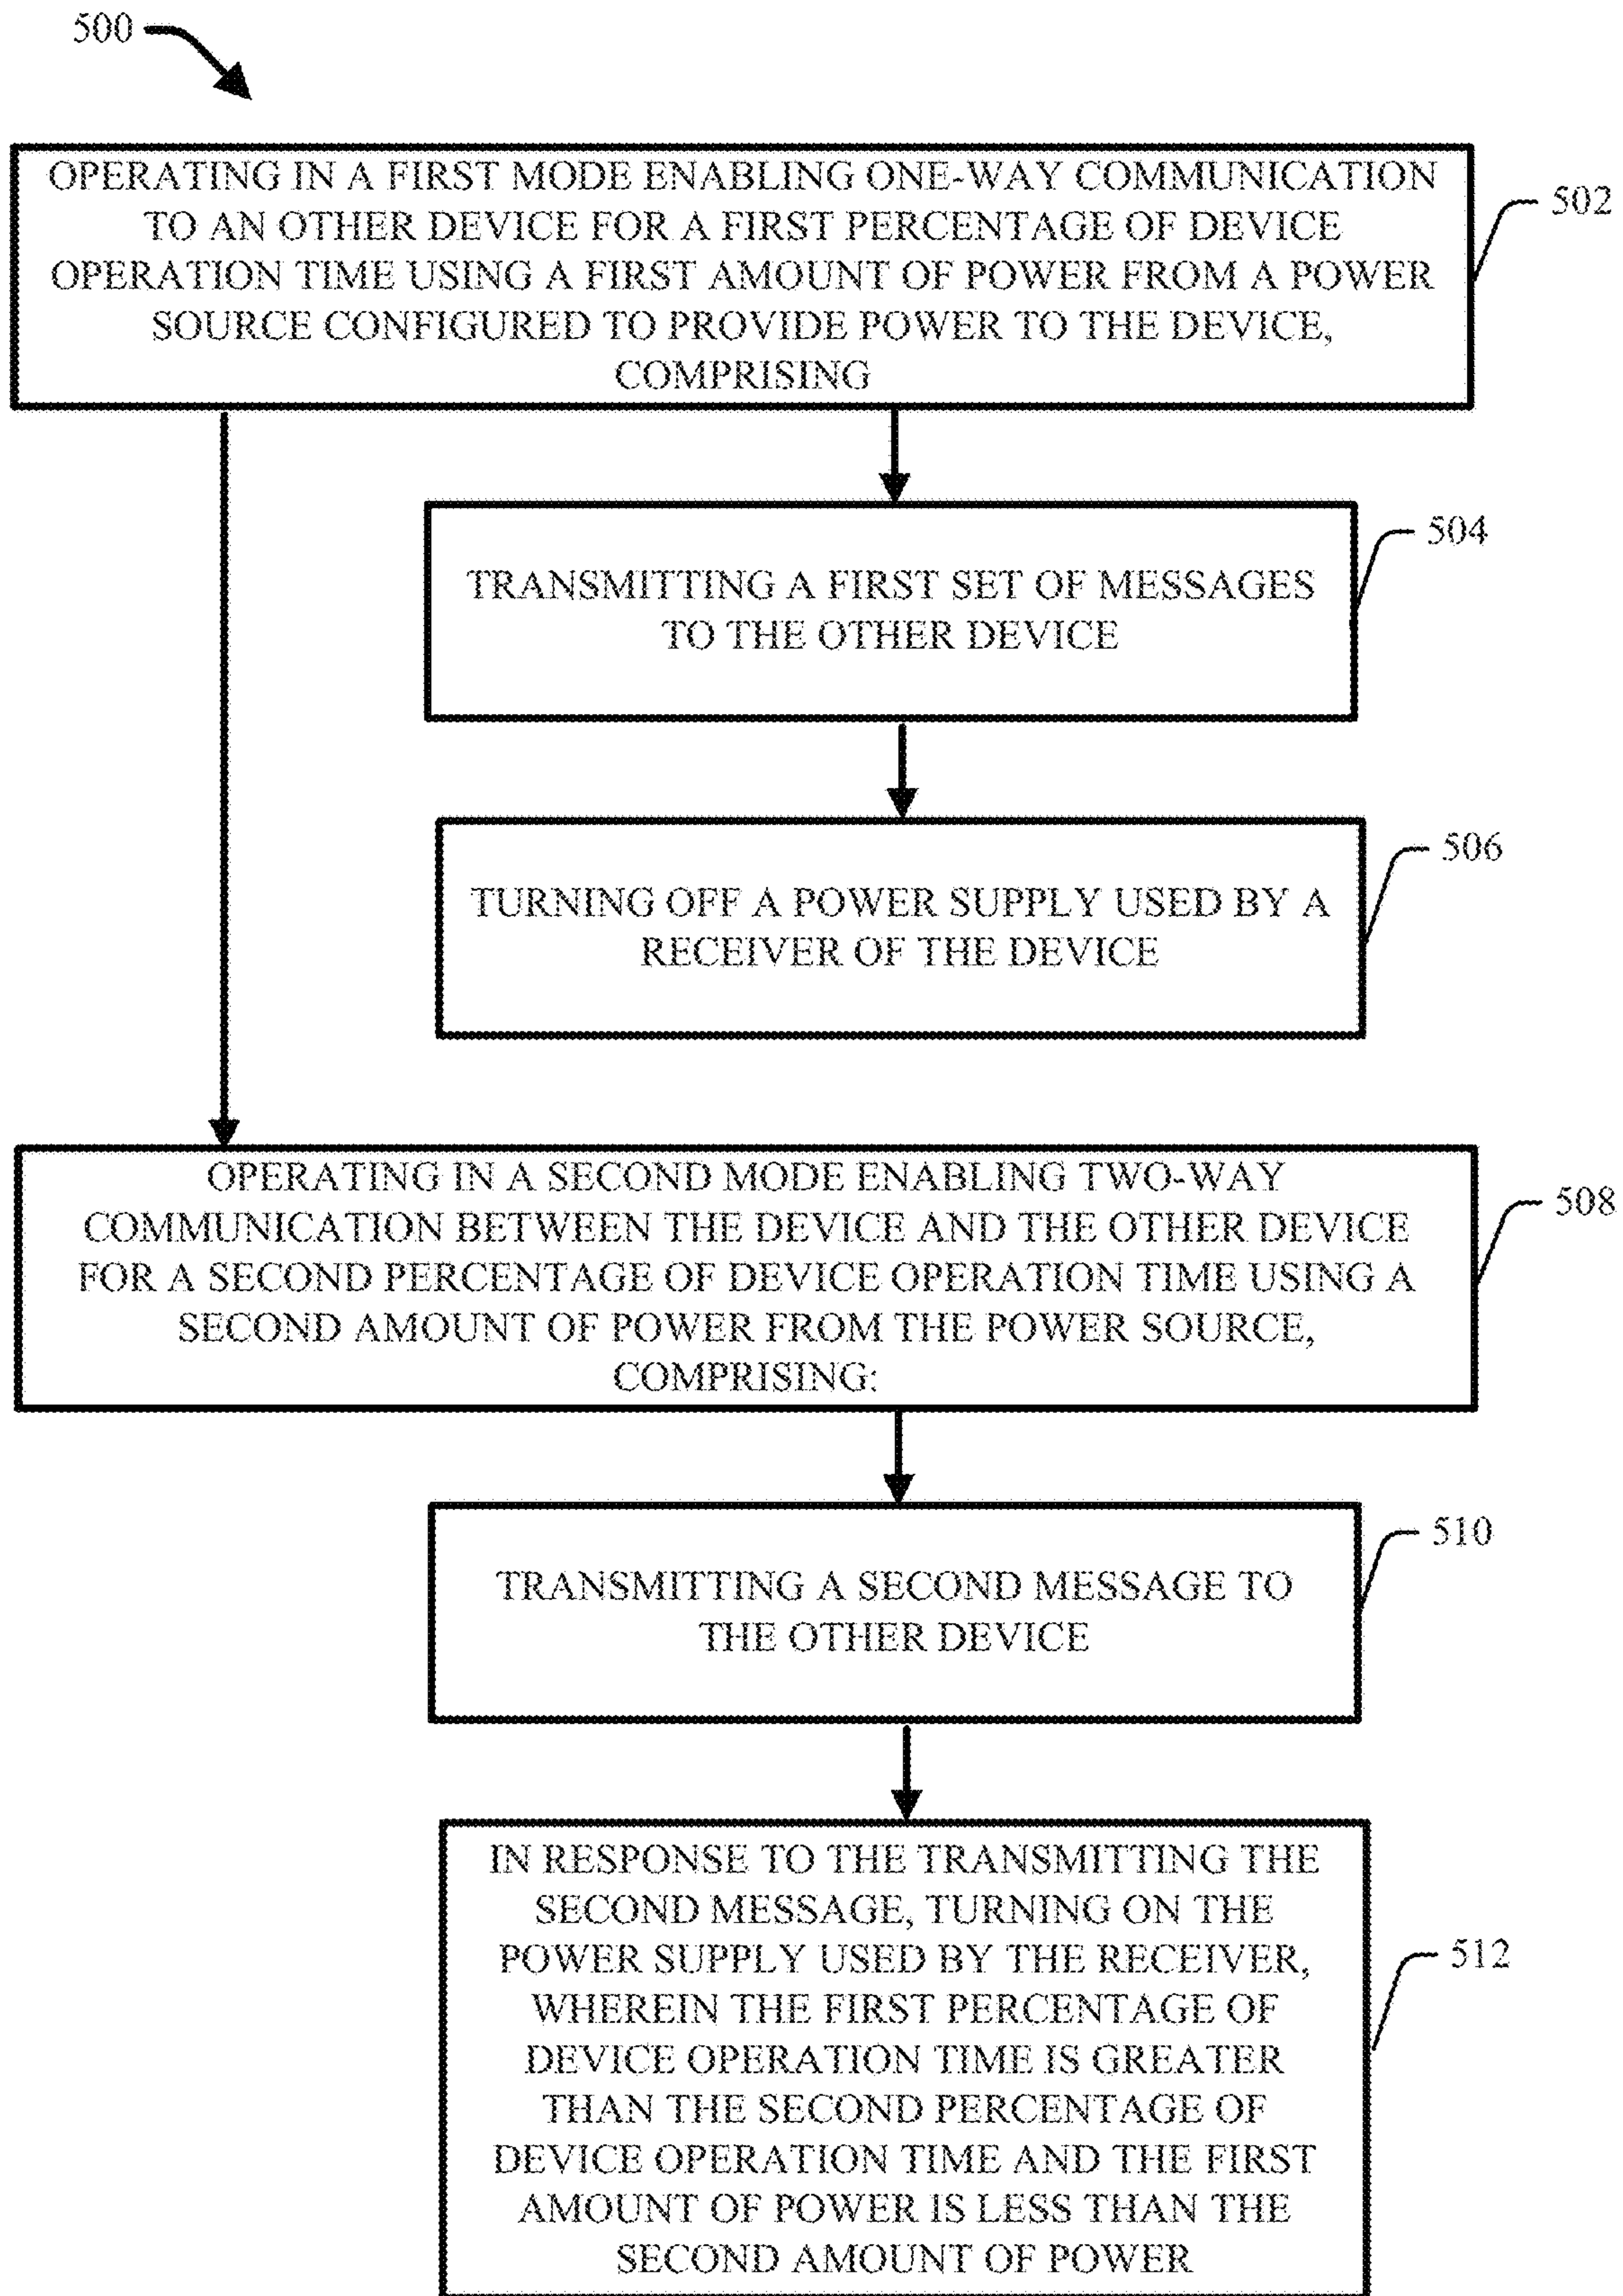 500
OPERATING IN A FIRST MODE ENABLING ONE-WAY COMMUNICATION
TO AN OTHER DEVICE FOR A FIRST PERCENTAGE OF DEVICE
OPERATION TIME USING A FIRST AMOUNT OF POWER FROM A POWER
SOURCE CONFIGURED TO PROVIDE POWER TO THE DEVICE,
COMPRISING
502
TRANSMITTING A FIRST SET OF MESSAGES
TO THE OTHER DEVICE
504
TURNING OFF A POWER SUPPLY USED BY A
RECEIVER OF THE DEVICE
506
OPERATING IN A SECOND MODE ENABLING TWO-WAY
COMMUNICATION BETWEEN THE DEVICE AND THE OTHER DEVICE
FOR A SECOND PERCENTAGE OF DEVICE OPERATION TIME USING A
SECOND AMOUNT OF POWER FROM THE POWER SOURCE,
COMPRISING:
508
TRANSMITTING A SECOND MESSAGE TO
THE OTHER DEVICE
510
IN RESPONSE TO THE TRANSMITTING THE
SECOND MESSAGE, TURNING ON THE
POWER SUPPLY USED BY THE RECEIVER,
WHEREIN THE FIRST PERCENTAGE OF
DEVICE OPERATION TIME IS GREATER
THAN THE SECOND PERCENTAGE OF
DEVICE OPERATION TIME AND THE FIRST
AMOUNT OF POWER IS LESS THAN THE
SECOND AMOUNT OF POWER
512